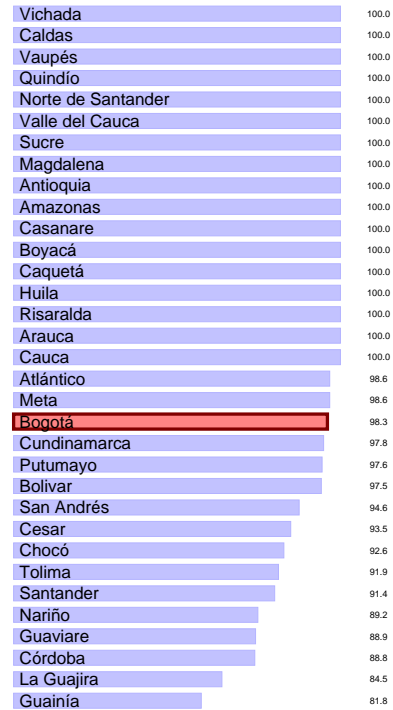 Vichada 100.0
Caldas 100.0
Vaupés 100.0
Quindío 100.0
Norte de Santander 100.0
Valle del Cauca 100.0
Sucre 100.0
Magdalena 100.0
Antioquia 100.0
Amazonas 100.0
Casanare 100.0
Boyacá 100.0
Caquetá 100.0
Huila 100.0
Risaralda 100.0
Arauca 100.0
Cauca 100.0
Atlántico 98.6
Meta 98.6
Bogotá 98.3
Cundinamarca 97.8
Putumayo 97.6
Bolivar 97.5
San Andrés 94.6
Cesar 93.5
Chocó 92.6
Tolima 91.9
Santander 91.4
Nariño 89.2
Guaviare 88.9
Córdoba 88.8
La Guajira 84.5
Guainía 81.8